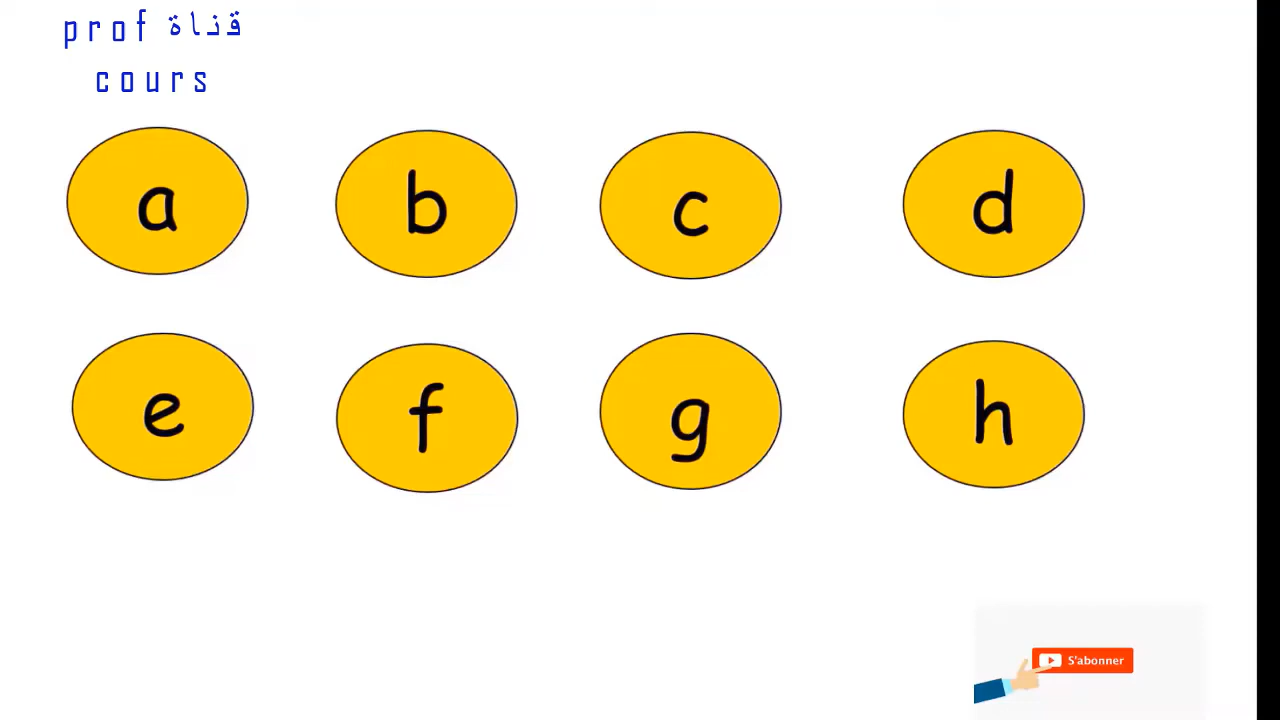 قناة prof
cours
a b c d
e f g h
S'abonner